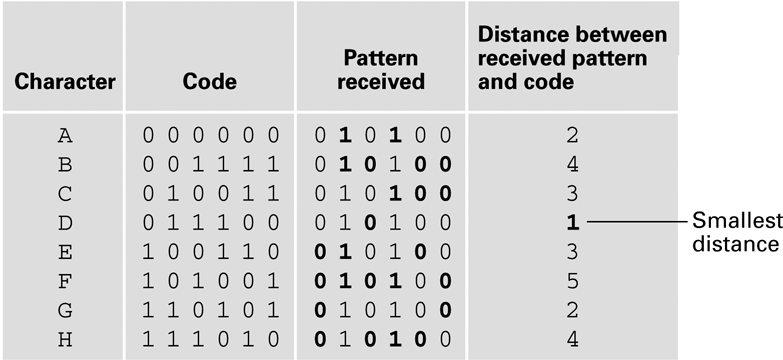 Character Code Pattern received Distance between received pattern and code
A 0 0 0 0 0 0 0 1 0 1 0 0 2
B 0 0 1 1 1 1 0 1 0 1 0 0 4
C 0 1 0 0 1 1 0 1 0 1 0 0 3
D 0 1 1 1 0 0 0 1 0 1 0 0 1 Smallest distance
E 1 0 0 1 1 0 0 1 0 1 0 0 3
F 1 0 1 0 0 1 0 1 0 1 0 0 5
G 1 1 0 1 0 1 0 1 0 1 0 0 2
H 1 1 1 0 1 0 0 1 0 1 0 0 4